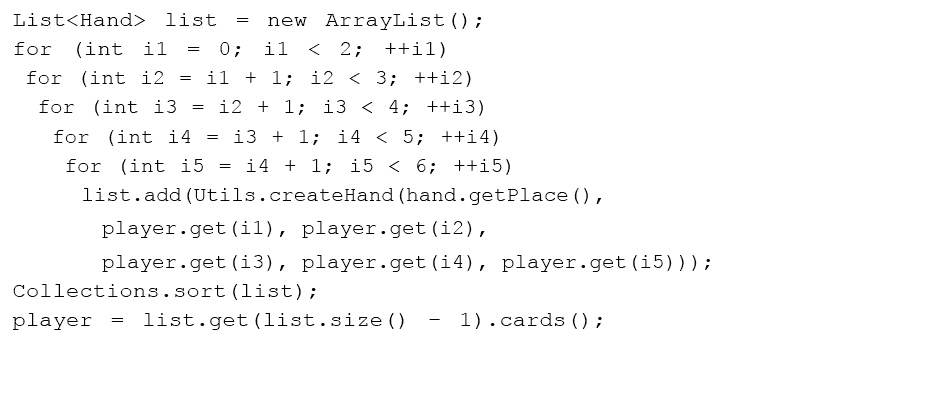 List<Hand> list = new ArrayList();
for (int i1 = 0; i1 < 2; ++i1)
for (int i2 = i1 + 1; i2 < 3; ++i2)
for (int i3 = i2 + 1; i3 < 4; ++i3)
for (int i4 = i3 + 1; i4 < 5; ++i4)
for (int i5 = i4 + 1; i5 < 6; ++i5)
list.add(Utils.createHand(hand.getPlace(),
player.get(i1), player.get(i2),
player.get(i3), player.get(i4), player.get(i5)));
Collections.sort(list);
player = list.get(list.size() - 1).cards();